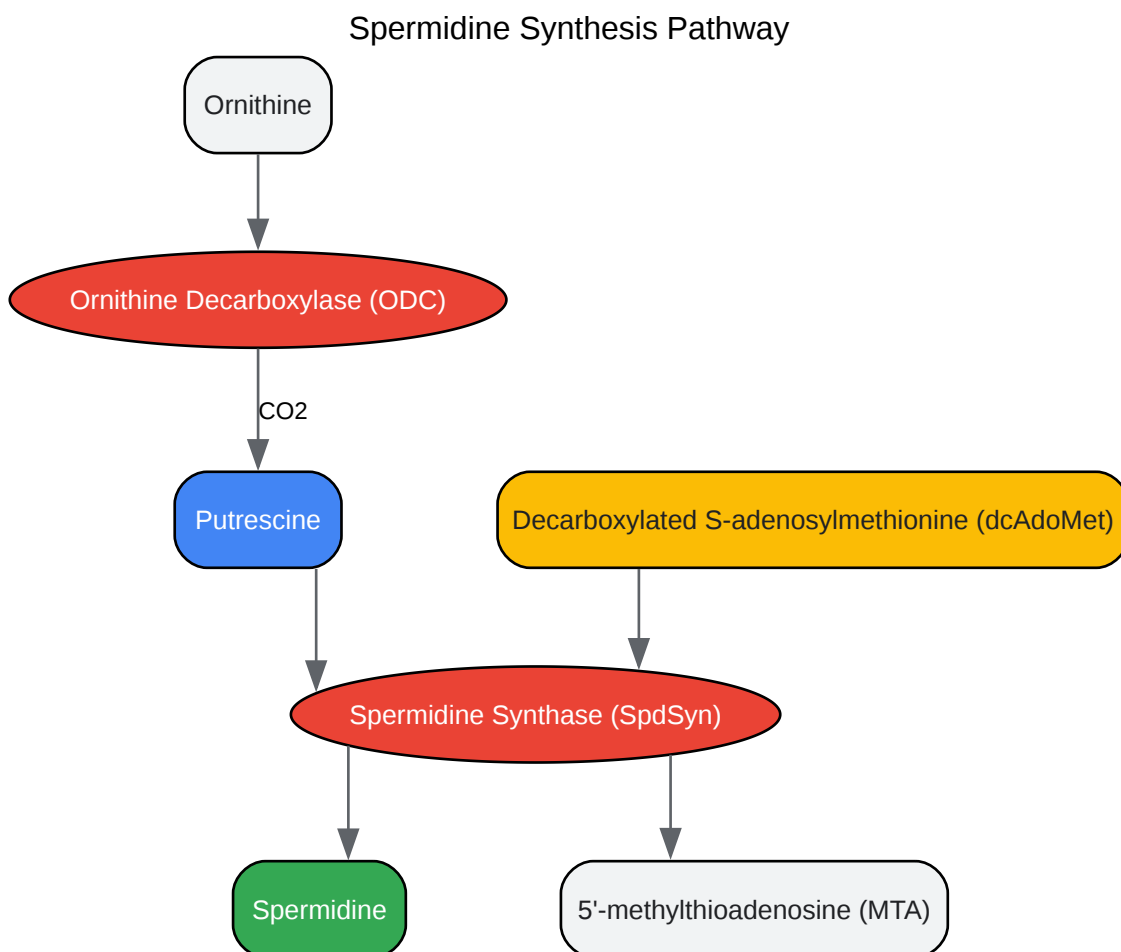 Spermidine Synthesis Pathway
Ornithine
Ornithine Decarboxylase (ODC)
CO2
Putrescine
Decarboxylated S-adenosylmethionine (dcAdoMet)
Spermidine Synthase (SpdSyn)
Spermidine
5'-methylthioadenosine (MTA)